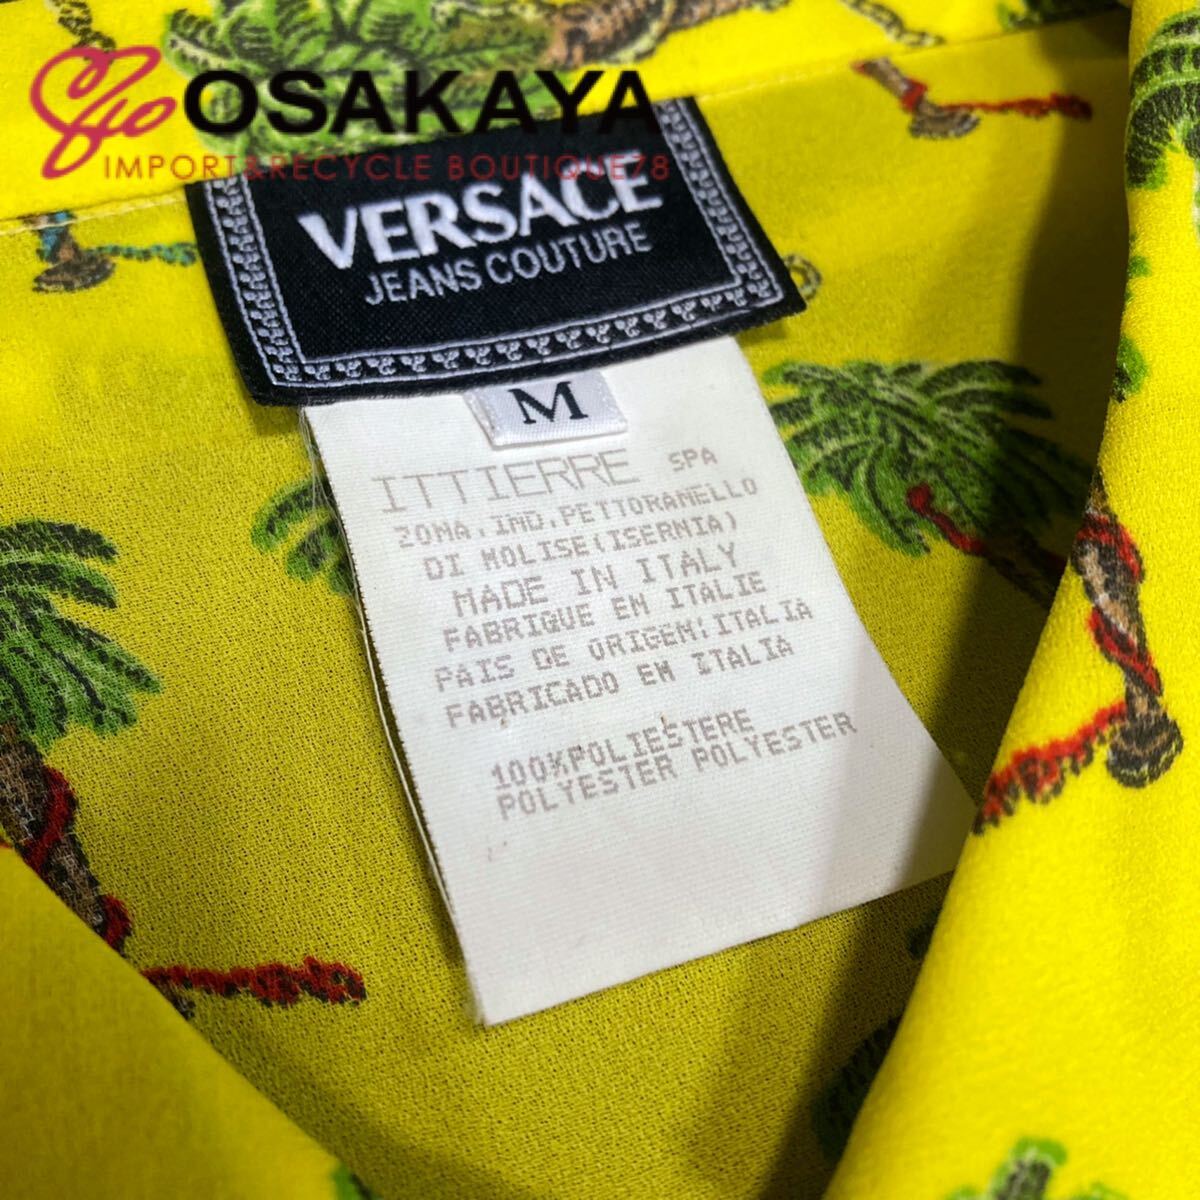 OSAKAYA
IMPORT&RECYCLE BOUTIQUE78
VERSACE
JEANS COUTURE
M
ITTIERRE SPA
ZONA.IND.PETTORANELLO
DI MOLISE(ISERNIA)
MADE IN ITALY
FABRIQUE EN ITALIE
PAIS DE ORIGEN:ITALIA
FABRICADO EN ITALIA
100%POLIESTERE
POLYESTER POLYESTER